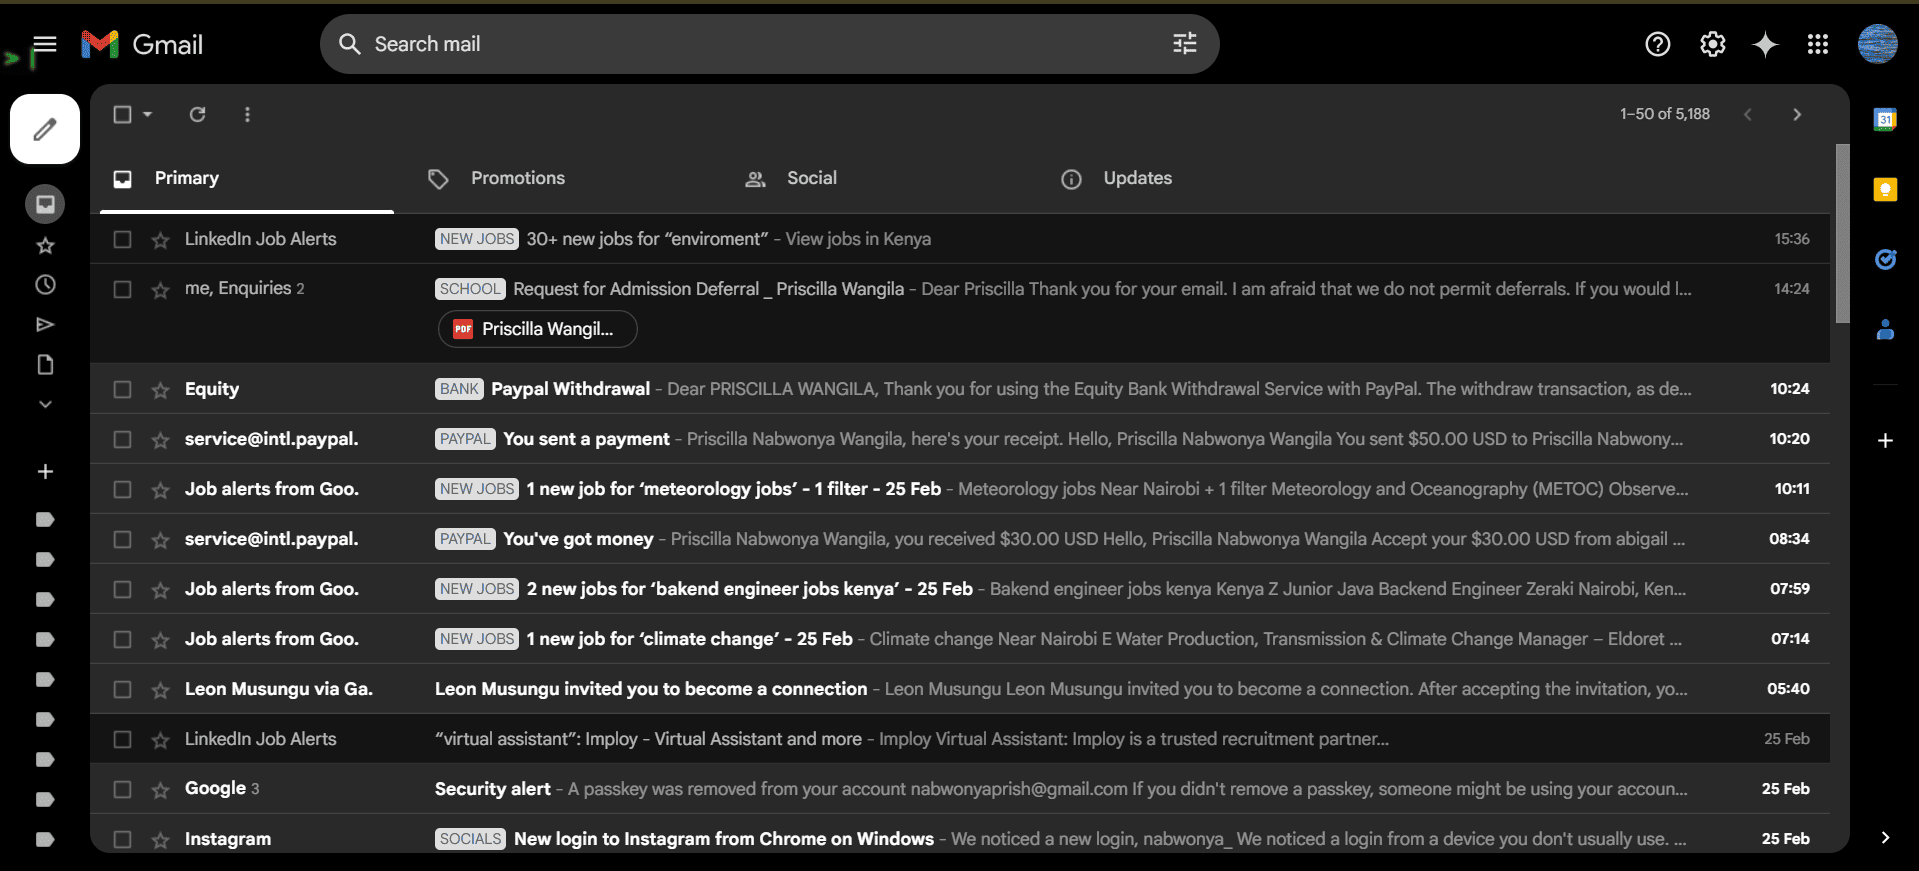 Gmail
Search mail
1–50 of 5,188
Primary
Promotions
Social
Updates
LinkedIn Job Alerts NEW JOBS 30+ new jobs for “enviroment” - View jobs in Kenya 15:36
me, Enquiries 2 SCHOOL Request for Admission Deferral _ Priscilla Wangila - Dear Priscilla Thank you for your email. I am afraid that we do not permit deferrals. If you would l... 14:24
PDF Priscilla Wangil...
Equity BANK Paypal Withdrawal - Dear PRISCILLA WANGILA, Thank you for using the Equity Bank Withdrawal Service with PayPal. The withdraw transaction, as de... 10:24
service@intl.paypal. PAYPAL You sent a payment - Priscilla Nabwonya Wangila, here's your receipt. Hello, Priscilla Nabwonya Wangila You sent $50.00 USD to Priscilla Nabwony... 10:20
Job alerts from Goo. NEW JOBS 1 new job for ‘meteorology jobs’ - 1 filter - 25 Feb - Meteorology jobs Near Nairobi + 1 filter Meteorology and Oceanography (METOC) Observe... 10:11
service@intl.paypal. PAYPAL You've got money - Priscilla Nabwonya Wangila, you received $30.00 USD Hello, Priscilla Nabwonya Wangila Accept your $30.00 USD from abigail ... 08:34
Job alerts from Goo. NEW JOBS 2 new jobs for ‘bakend engineer jobs kenya’ - 25 Feb - Bakend engineer jobs kenya Kenya Z Junior Java Backend Engineer Zeraki Nairobi, Ken... 07:59
Job alerts from Goo. NEW JOBS 1 new job for ‘climate change’ - 25 Feb - Climate change Near Nairobi E Water Production, Transmission & Climate Change Manager – Eldoret ... 07:14
Leon Musungu via Ga. Leon Musungu invited you to become a connection - Leon Musungu Leon Musungu invited you to become a connection. After accepting the invitation, yo... 05:40
LinkedIn Job Alerts “virtual assistant”: Imploy - Virtual Assistant and more - Imploy Virtual Assistant: Imploy is a trusted recruitment partner... 25 Feb
Google 3 Security alert - A passkey was removed from your account nabwonyaprish@gmail.com If you didn't remove a passkey, someone might be using your accoun... 25 Feb
Instagram SOCIALS New login to Instagram from Chrome on Windows - We noticed a new login, nabwonya_ We noticed a login from a device you don't usually use. ... 25 Feb
31